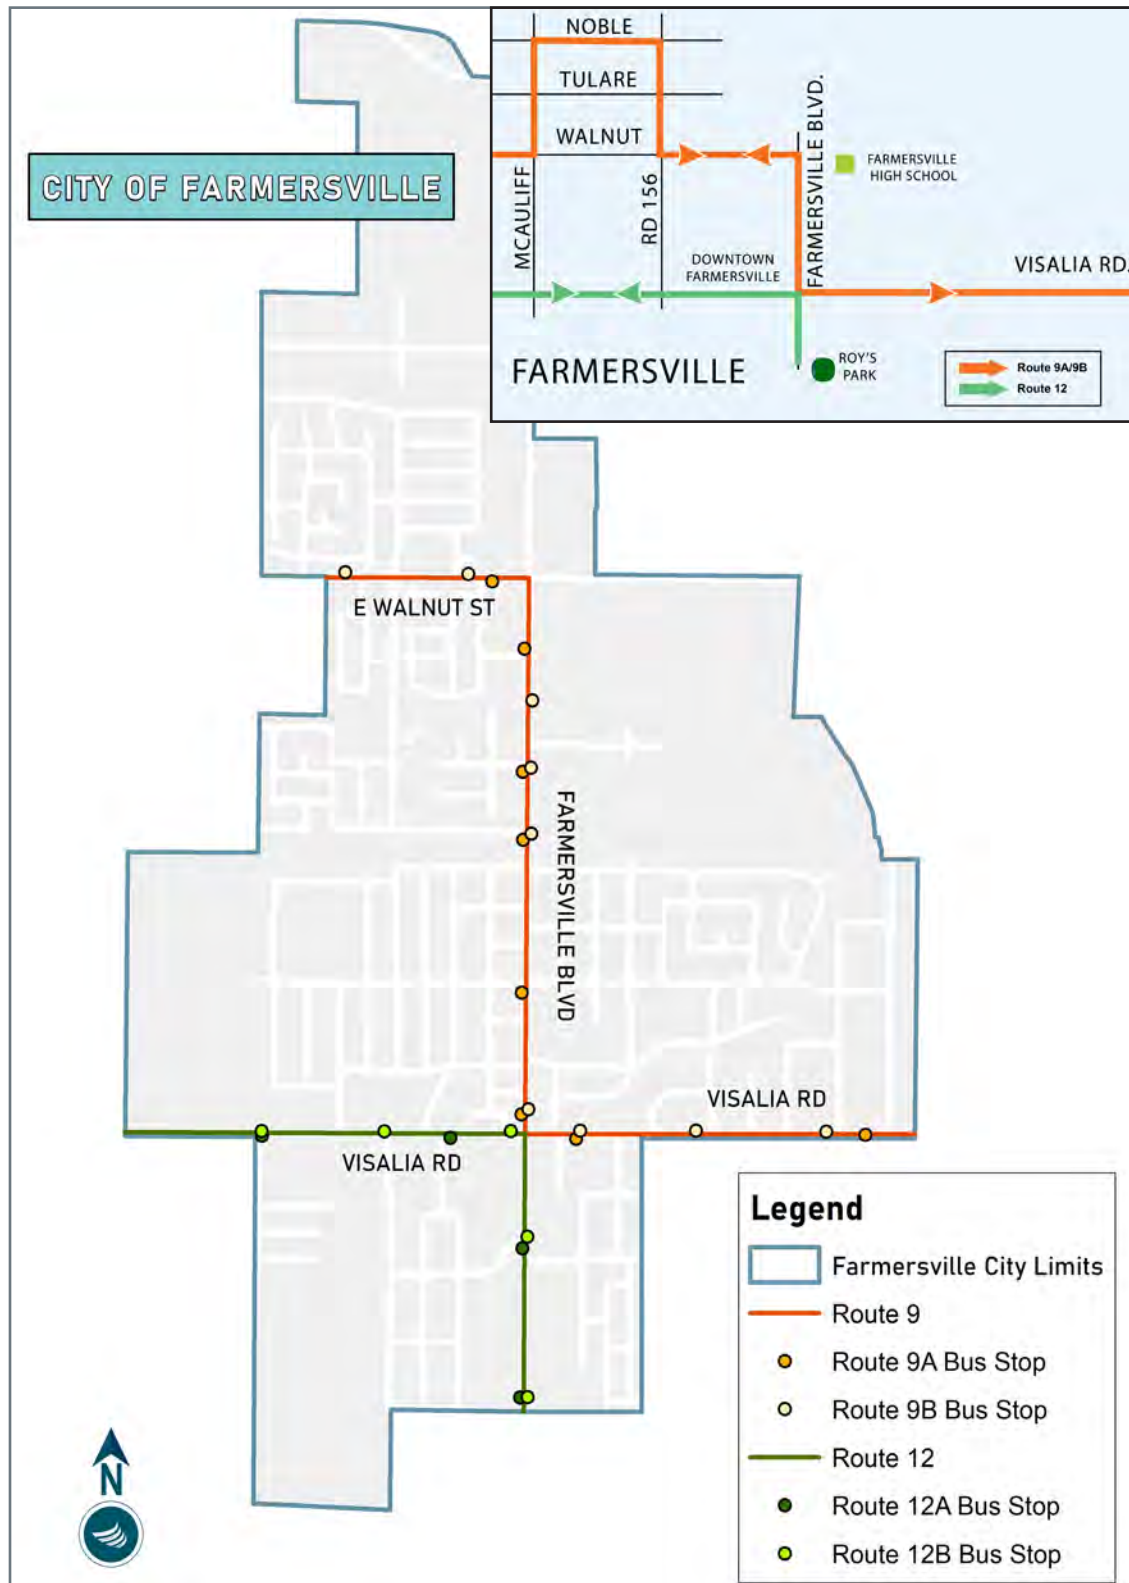 CITY OF FARMERSVILLE
NOBLE
TULARE
WALNUT
MCAULIFF
RD 156
FARMERSVILLE BLVD.
FARMERSVILLE
HIGH SCHOOL
DOWNTOWN
FARMERSVILLE
VISALIA RD.
FARMERSVILLE
ROY'S
PARK
Route 9A/9B
Route 12
E WALNUT ST
FARMERSVILLE BLVD
VISALIA RD
VISALIA RD
Legend
Farmersville City Limits
Route 9
Route 9A Bus Stop
Route 9B Bus Stop
Route 12
Route 12A Bus Stop
Route 12B Bus Stop
N